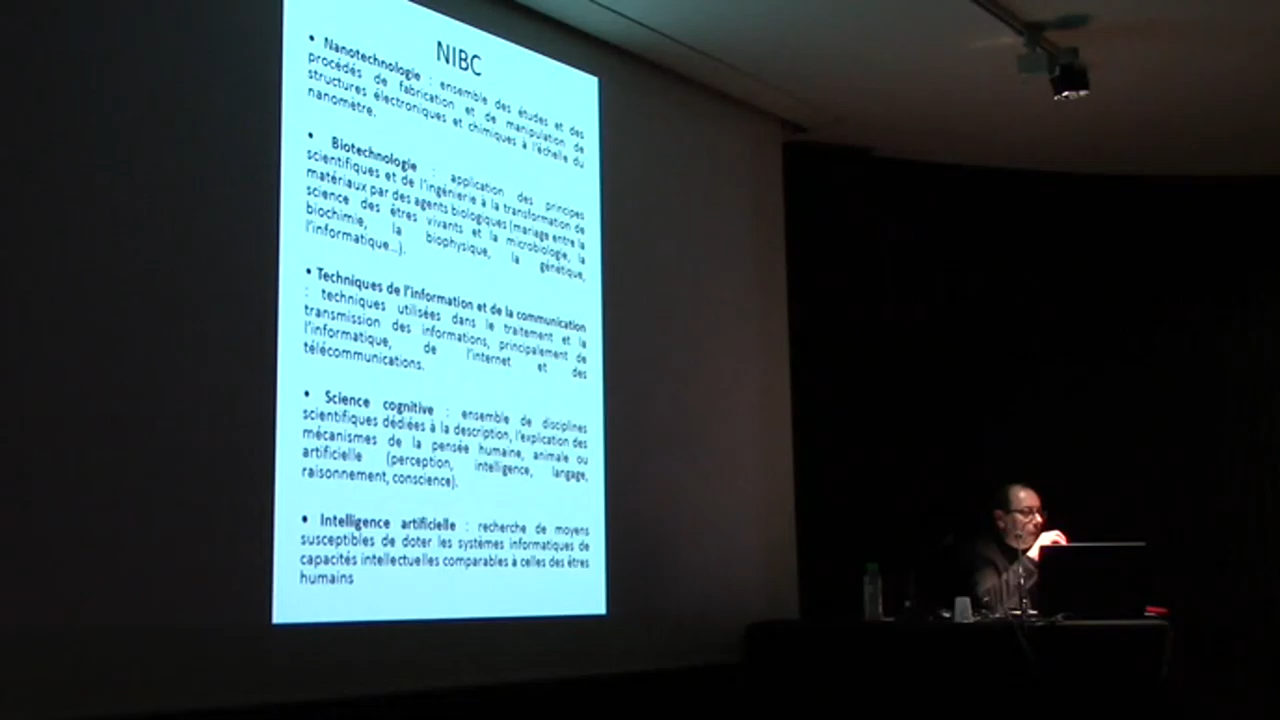 NIBC
• Nanotechnologie : ensemble des études et des
procédés de fabrication et de manipulation de
structures électroniques et chimiques à l'échelle du
nanomètre.
• Biotechnologie : application des principes
scientifiques et de l'ingénierie à la transformation de
matériaux par des agents biologiques (mariage entre la
science des êtres vivants et la microbiologie, la
biochimie, la biophysique, la génétique,
l'informatique...).
• Techniques de l'information et de la communication
: techniques utilisées dans le traitement et la
transmission des informations, principalement de
l'informatique, de l'internet et des
télécommunications.
• Science cognitive : ensemble de disciplines
scientifiques dédiées à la description, l'explication des
mécanismes de la pensée humaine, animale ou
artificielle (perception, intelligence, langage,
raisonnement, conscience).
• Intelligence artificielle : recherche de moyens
susceptibles de doter les systèmes informatiques de
capacités intellectuelles comparables à celles des êtres
humains